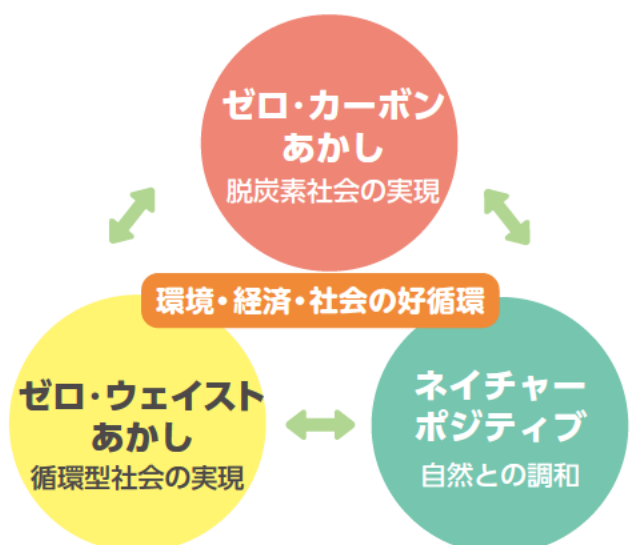 ゼロ・カーボン
あかし
脱炭素社会の実現
環境・経済・社会の好循環
ゼロ・ウェイスト
あかし
循環型社会の実現
ネイチャー
ポジティブ
自然との調和